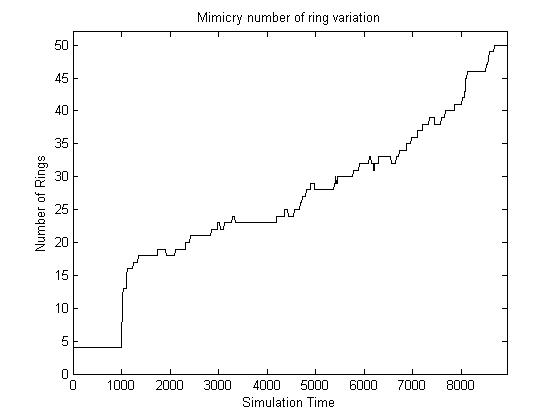 Mimicry number of ring variation
50
45
40
35
30
25
20
15
10
5
0
Number of Rings
0 1000 2000 3000 4000 5000 6000 7000 8000
Simulation Time